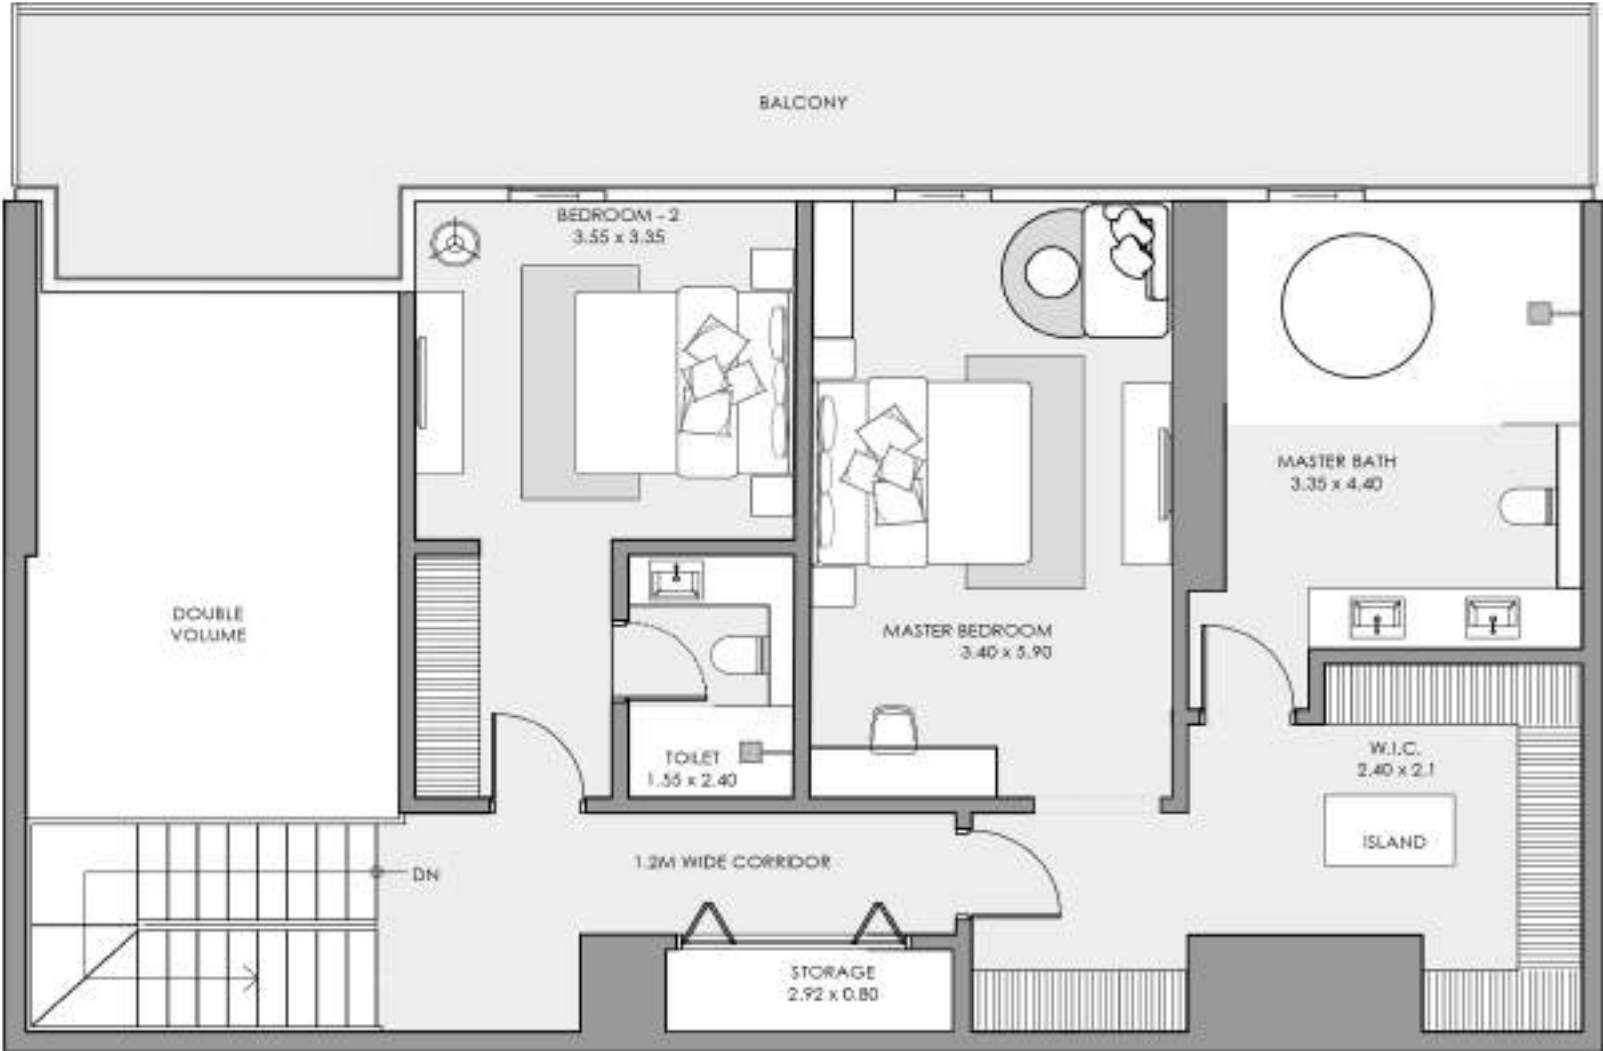 BALCONY
BEDROOM - 2
3.55 x 3.35
MASTER BATH
3.35 x 4.40
DOUBLE
VOLUME
MASTER BEDROOM
3.40 x 5.90
TOILET
1.55 x 2.40
W.I.C.
2.40 x 2.1
ISLAND
1.2M WIDE CORRIDOR
DN
STORAGE
2.92 x 0.80